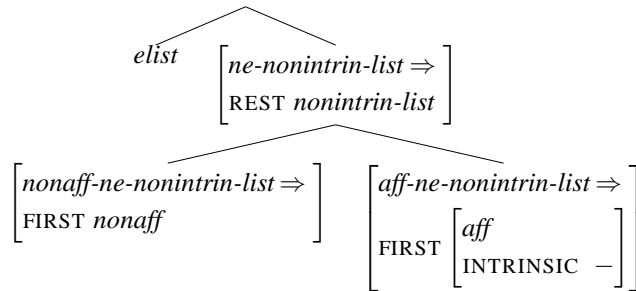 elist
ne-nonintrin-list ⇒
REST nonintrin-list
nonaff-ne-nonintrin-list ⇒
FIRST nonaff
aff-ne-nonintrin-list ⇒
FIRST
aff
INTRINSIC –